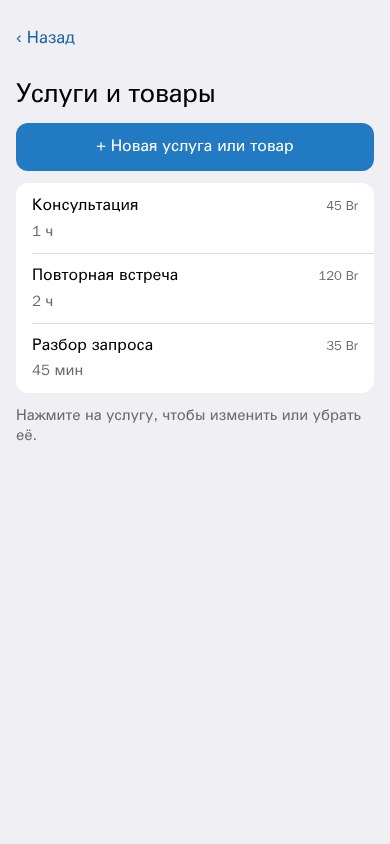 ‹ Назад
Услуги и товары
+ Новая услуга или товар
Консультация 45 Br
1 ч
Повторная встреча 120 Br
2 ч
Разбор запроса 35 Br
45 мин
Нажмите на услугу, чтобы изменить или убрать
её.